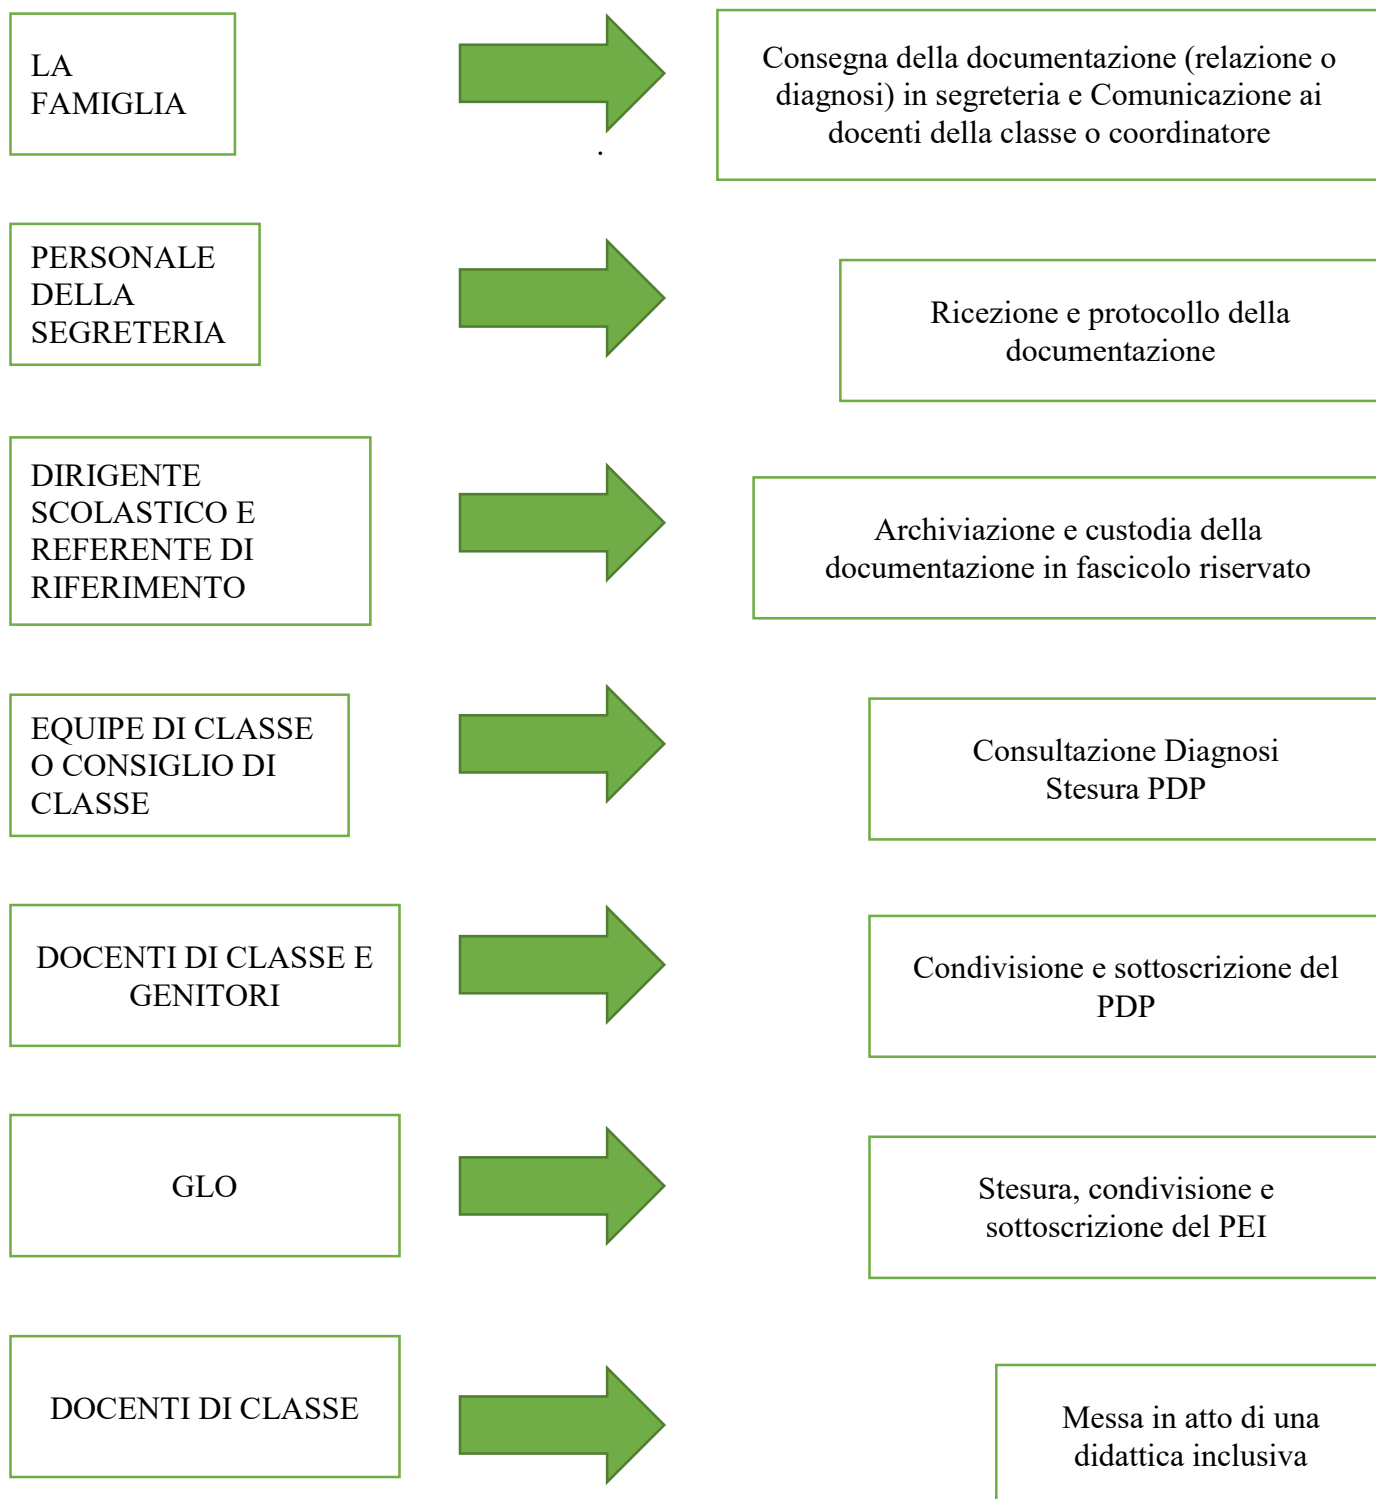 LA
FAMIGLIA
Consegna della documentazione (relazione o
diagnosi) in segreteria e Comunicazione ai
docenti della classe o coordinatore
.
PERSONALE
DELLA
SEGRETERIA
Ricezione e protocollo della
documentazione
DIRIGENTE
SCOLASTICO E
REFERENTE DI
RIFERIMENTO
Archiviazione e custodia della
documentazione in fascicolo riservato
EQUIPE DI CLASSE
O CONSIGLIO DI
CLASSE
Consultazione Diagnosi
Stesura PDP
DOCENTI DI CLASSE E
GENITORI
Condivisione e sottoscrizione del
PDP
GLO
Stesura, condivisione e
sottoscrizione del PEI
DOCENTI DI CLASSE
Messa in atto di una
didattica inclusiva